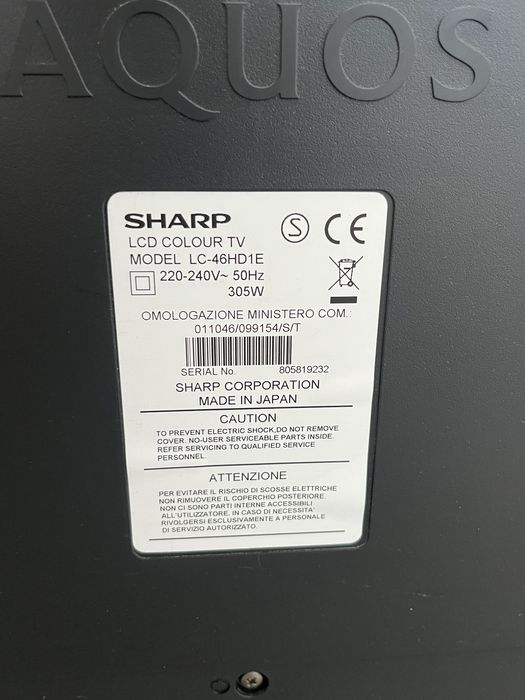 AQUOS
SHARP
S CE
LCD COLOUR TV
MODEL LC-46HD1E
220-240V~ 50Hz
305W
OMOLOGAZIONE MINISTERO COM.:
011046/099154/S/T
SERIAL No. 805819232
SHARP CORPORATION
MADE IN JAPAN
CAUTION
TO PREVENT ELECTRIC SHOCK,DO NOT REMOVE
COVER. NO-USER SERVICEABLE PARTS INSIDE.
REFER SERVICING TO QUALIFIED SERVICE
PERSONNEL.
ATTENZIONE
PER EVITARE IL RISCHIO DI SCOSSE ELETTRICHE
NON RIMUOVERE IL COPERCHIO POSTERIORE.
NON CI SONO PARTI INTERNE ACCESSIBILI
ALL'UTILIZZATORE. IN CASO DI NECESSITA'
RIVOLGERSI ESCLUSIVAMENTE A PERSONALE
DI SERVIZIO AUTORIZZATO.